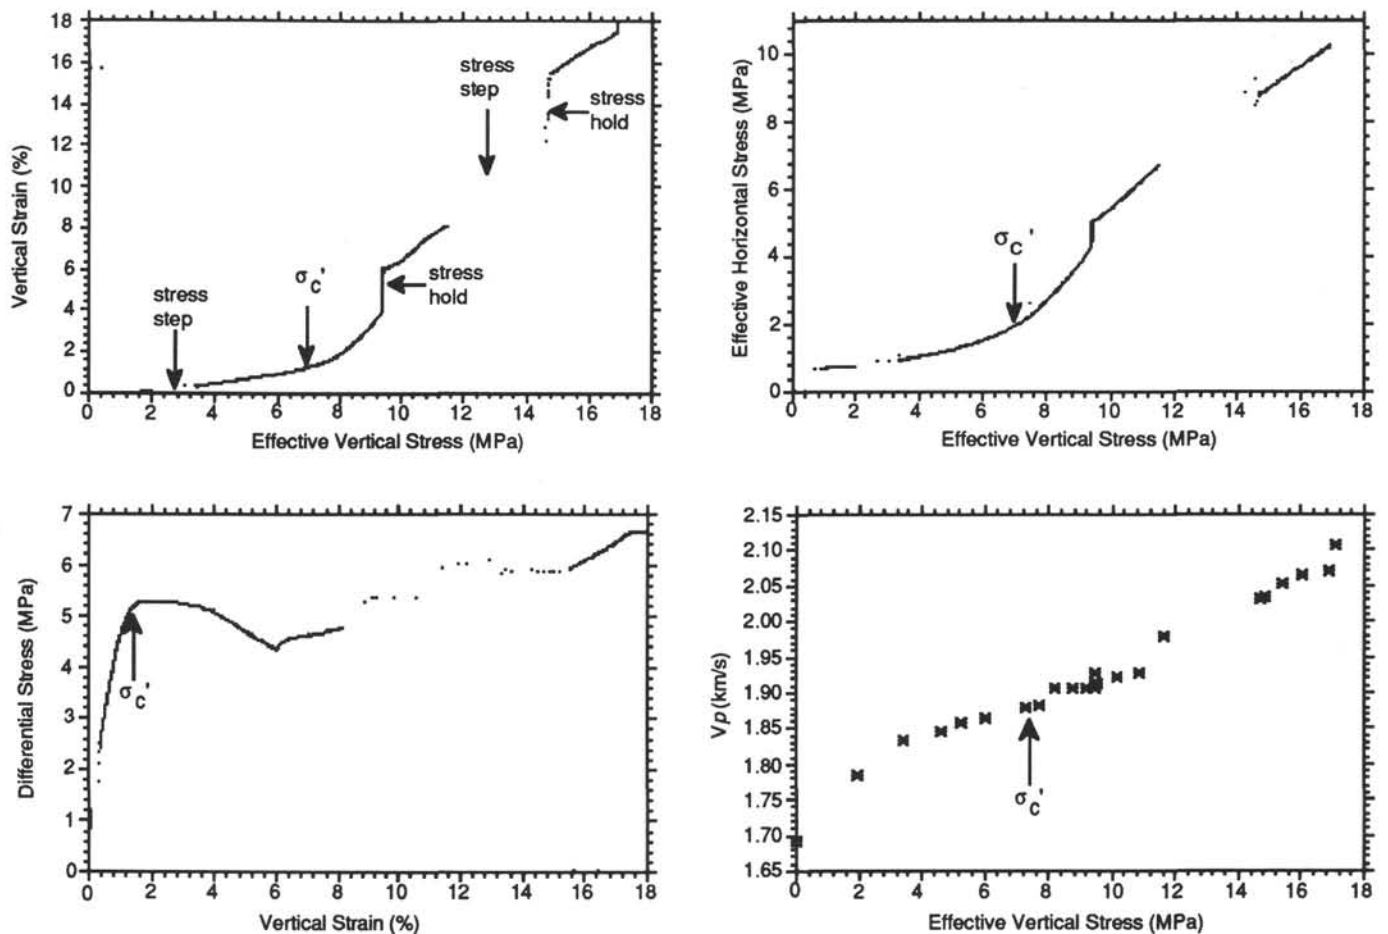 18
16
14
12
10
8
6
4
2
0
Vertical Strain (%)
stress
step
σc'
stress
hold
stress
step
stress
hold
0 2 4 6 8 10 12 14 16 18
Effective Vertical Stress (MPa)
10
8
6
4
2
0
Effective Horizontal Stress (MPa)
σc'
0 2 4 6 8 10 12 14 16 18
Effective Vertical Stress (MPa)
7
6
5
4
3
2
1
0
Differential Stress (MPa)
σc'
0 2 4 6 8 10 12 14 16 18
Vertical Strain (%)
2.15
2.10
2.05
2.00
1.95
1.90
1.85
1.80
1.75
1.70
1.65
Vp (km/s)
σc'
0 2 4 6 8 10 12 14 16 18
Effective Vertical Stress (MPa)